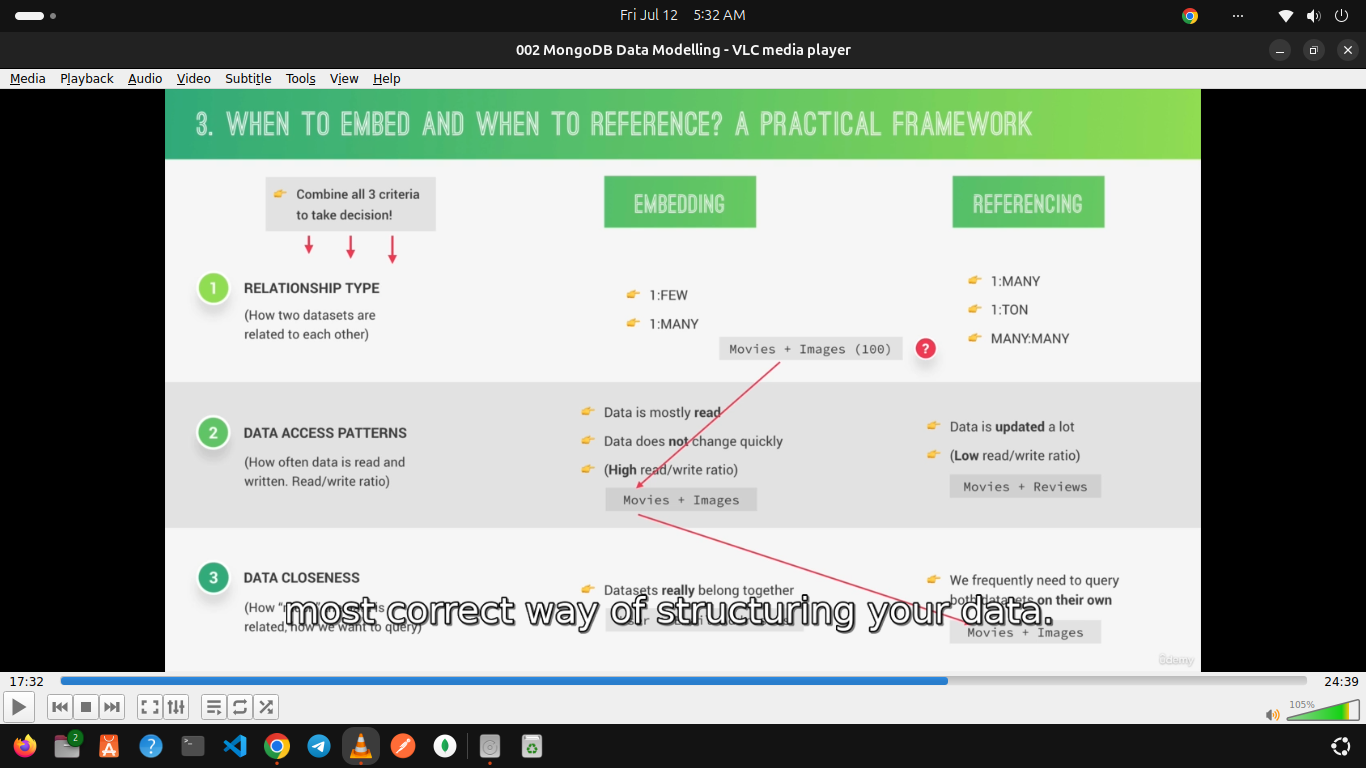 Fri Jul 12 5:32 AM
002 MongoDB Data Modelling - VLC media player
Media Playback Audio Video Subtitle Tools View Help
3. WHEN TO EMBED AND WHEN TO REFERENCE? A PRACTICAL FRAMEWORK
Combine all 3 criteria
to take decision!
EMBEDDING
REFERENCING
1
RELATIONSHIP TYPE
(How two datasets are
related to each other)
1:FEW
1:MANY
1:MANY
1:TON
MANY:MANY
Movies + Images (100)
?
2
DATA ACCESS PATTERNS
(How often data is read and
written. Read/write ratio)
Data is mostly read
Data does not change quickly
(High read/write ratio)
Movies + Images
Data is updated a lot
(Low read/write ratio)
Movies + Reviews
3
DATA CLOSENESS
(How
related, how we want to query)
Datasets really belong together
We frequently need to query
both datasets on their own
Movies + Images
most correct way of structuring your data.
ûdemy
17:32
24:39
105%
2